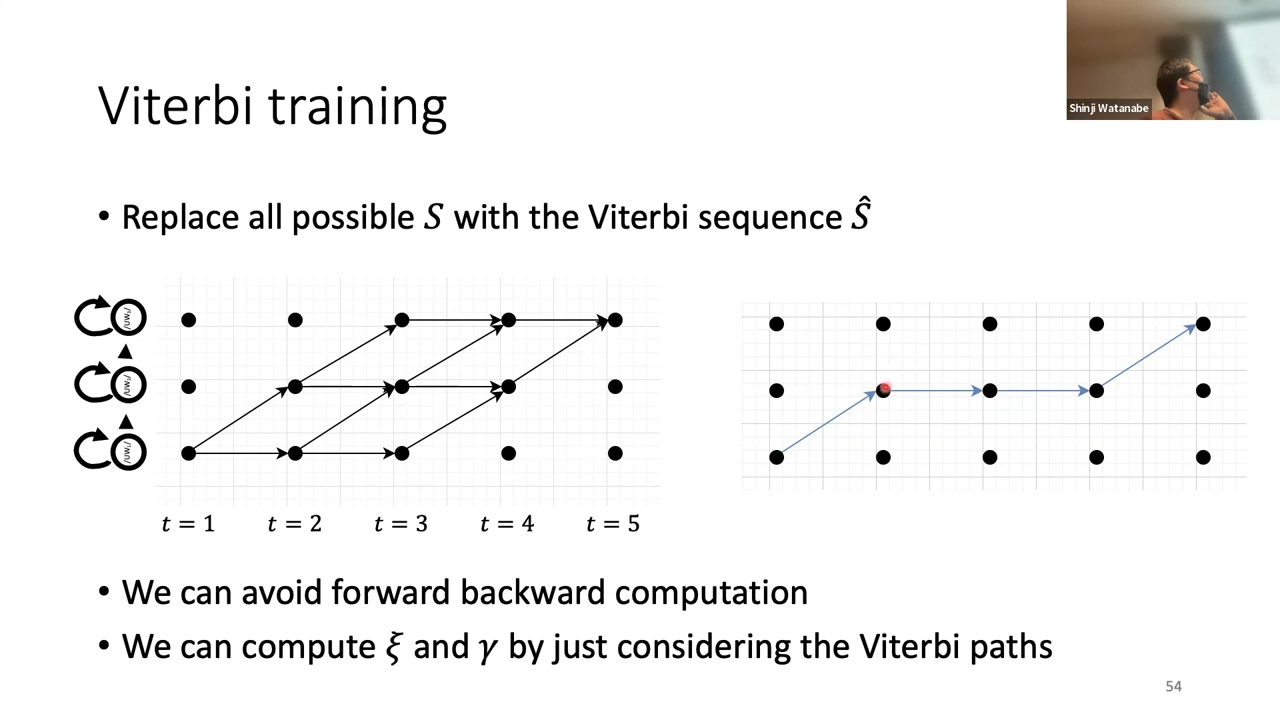 Shinji Watanabe
Viterbi training
• Replace all possible S with the Viterbi sequence Ŝ
t = 1 t = 2 t = 3 t = 4 t = 5
• We can avoid forward backward computation
• We can compute ξ and γ by just considering the Viterbi paths
54